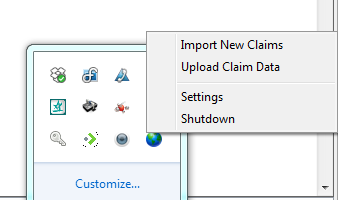 Import New Claims
Upload Claim Data
Settings
Shutdown
Customize...